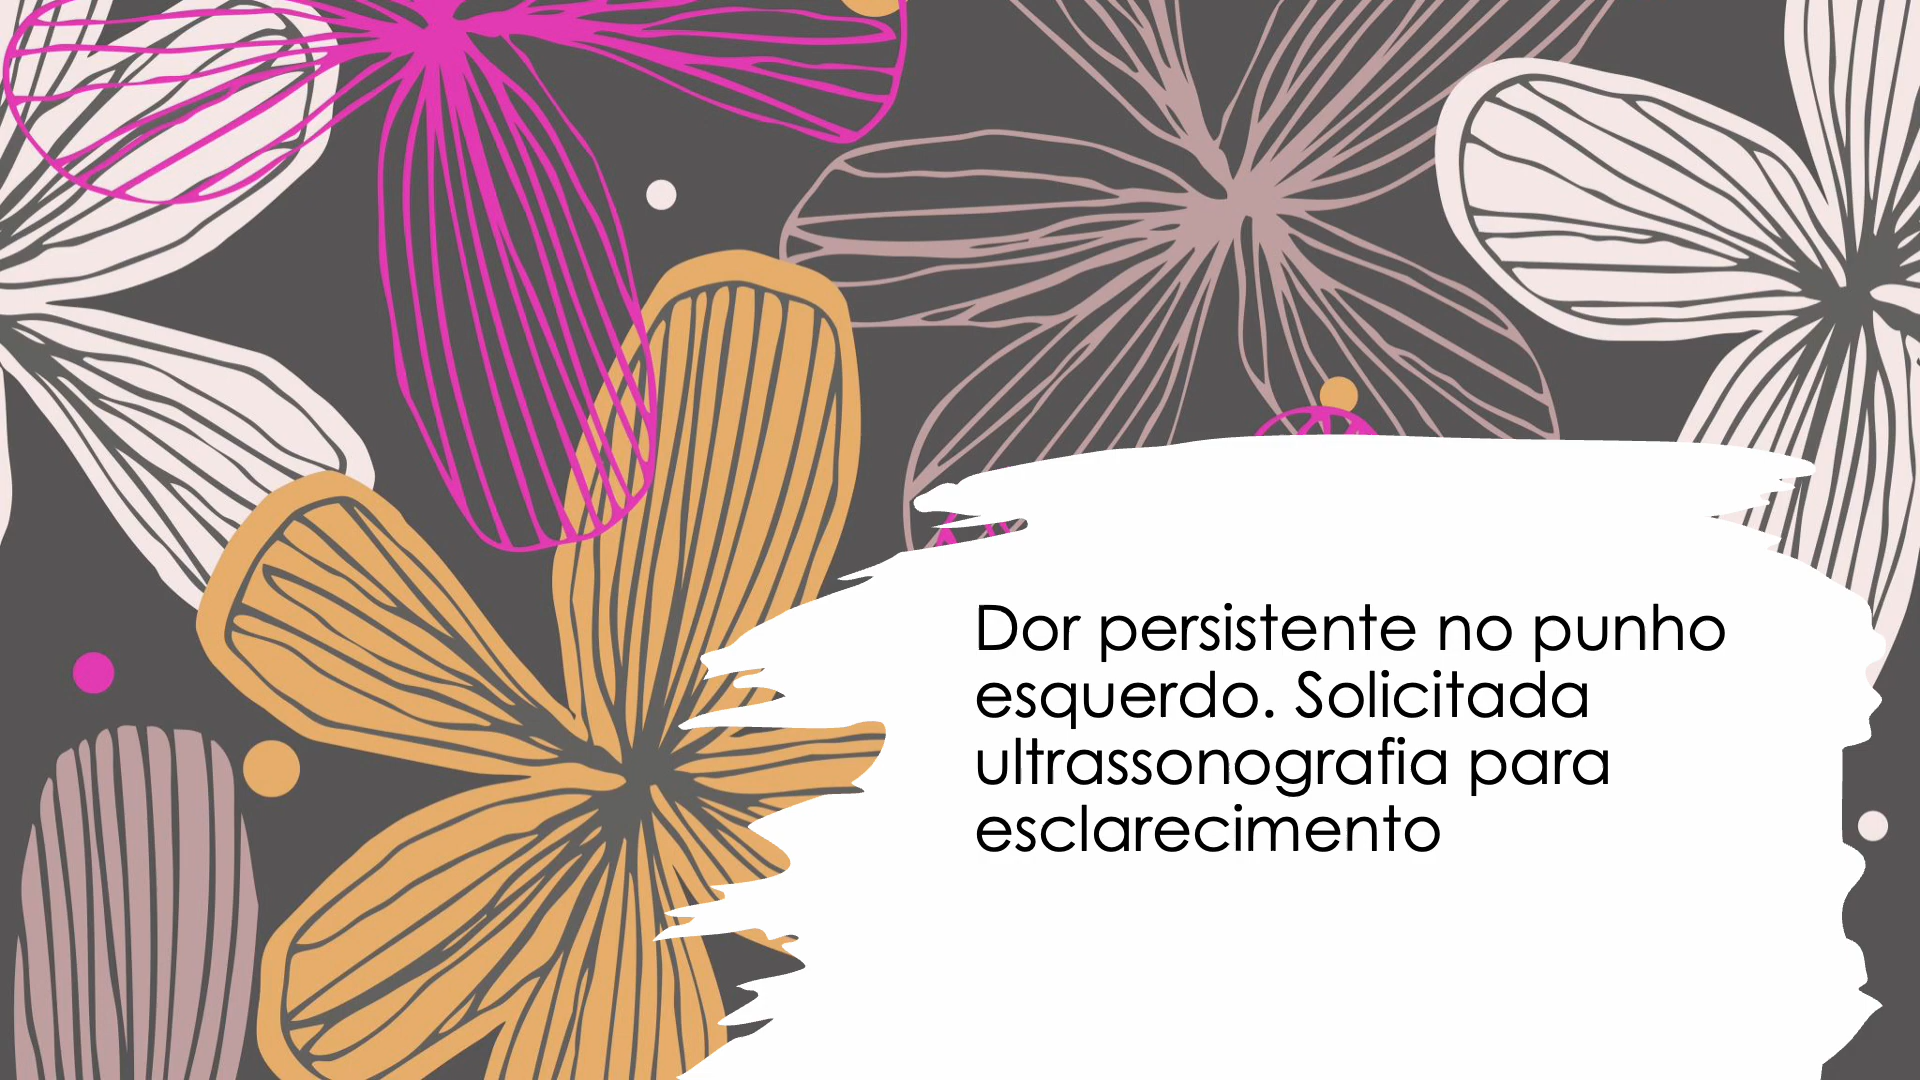 Dor persistente no punho
esquerdo. Solicitada
ultrassonografia para
esclarecimento